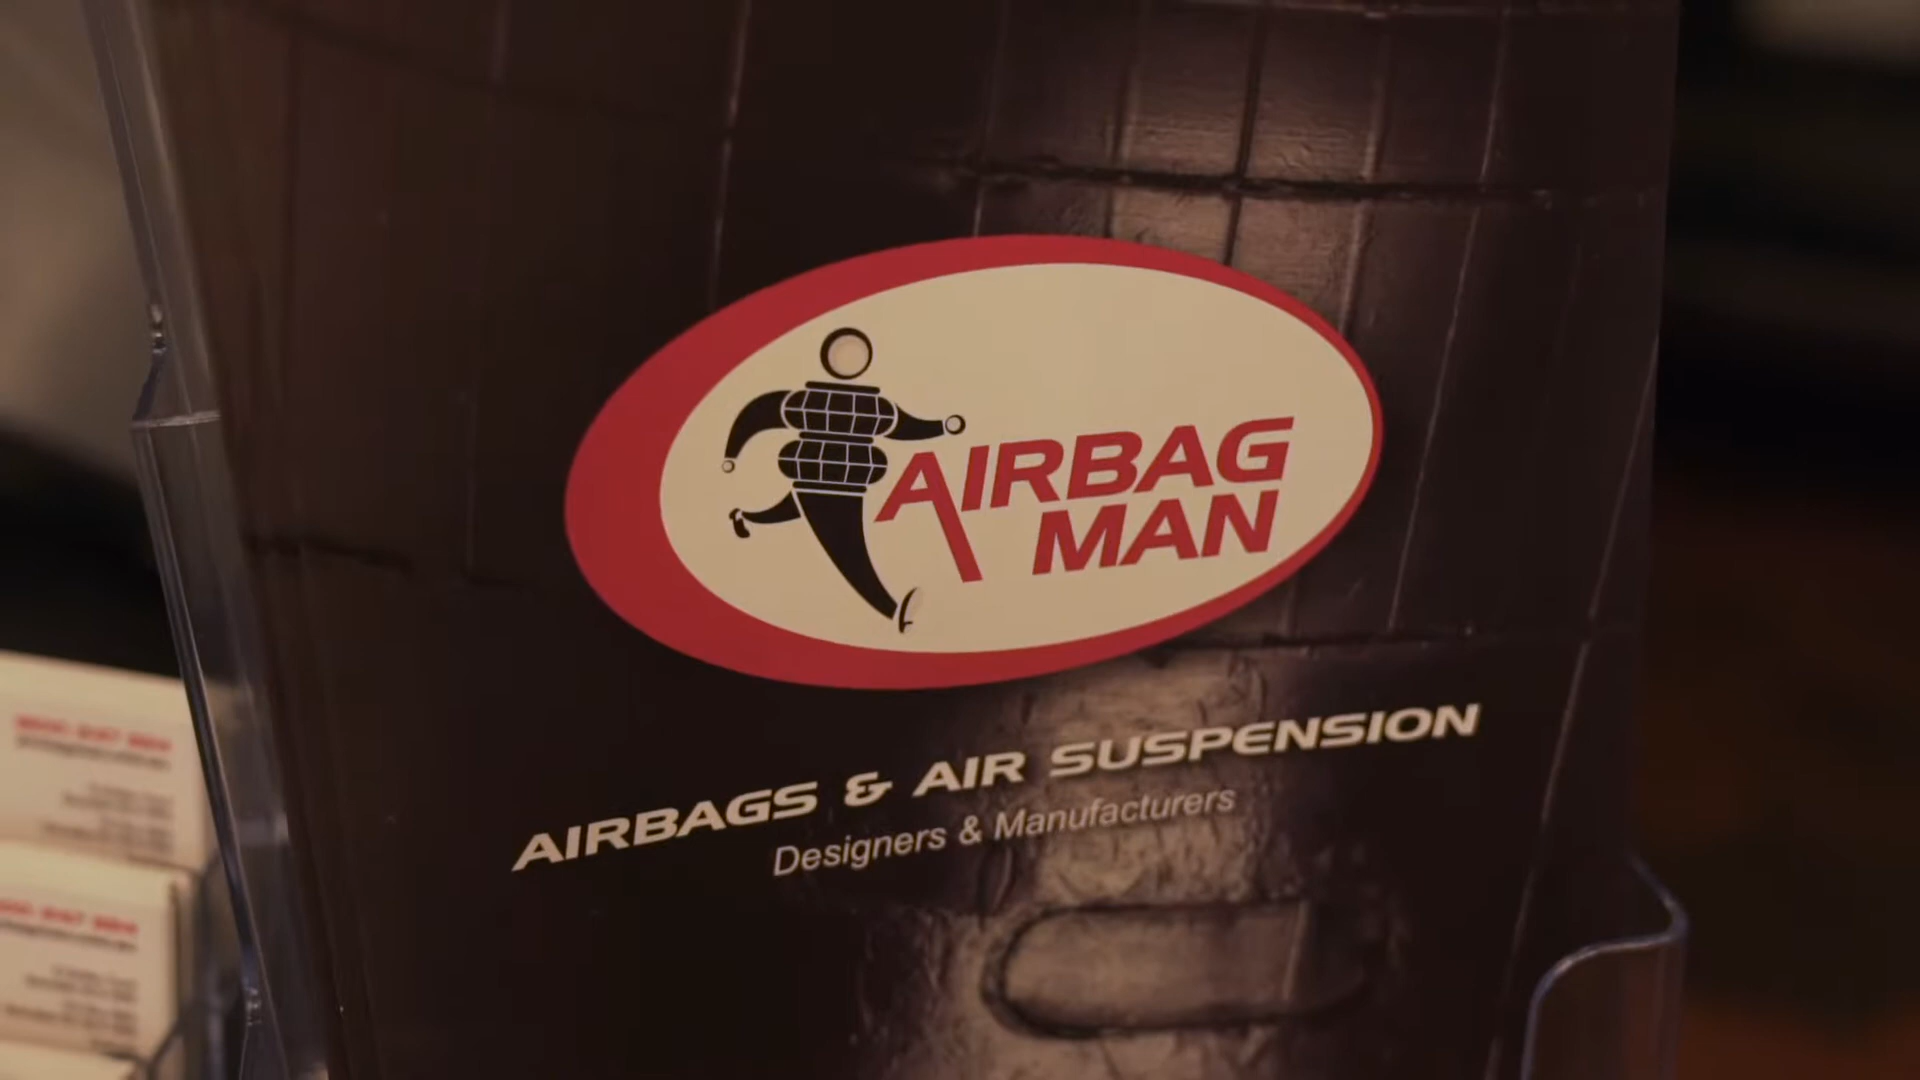 AIRBAG
MAN
AIRBAGS & AIR SUSPENSION
Designers & Manufacturers